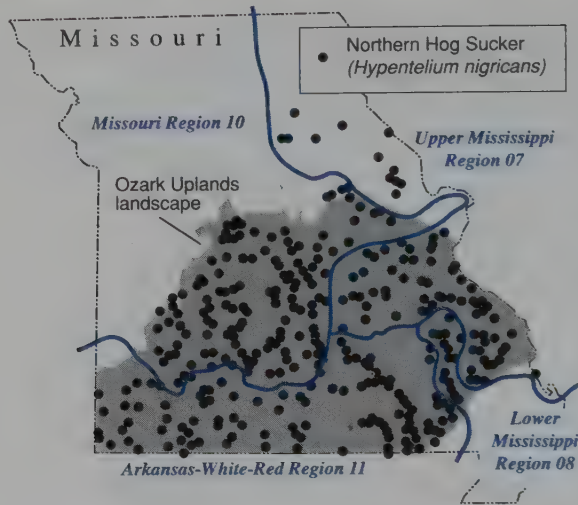 Missouri
Northern Hog Sucker
(Hypentelium nigricans)
Missouri Region 10
Upper Mississippi
Region 07
Ozark Uplands
landscape
Lower
Mississippi
Region 08
Arkansas-White-Red Region 11